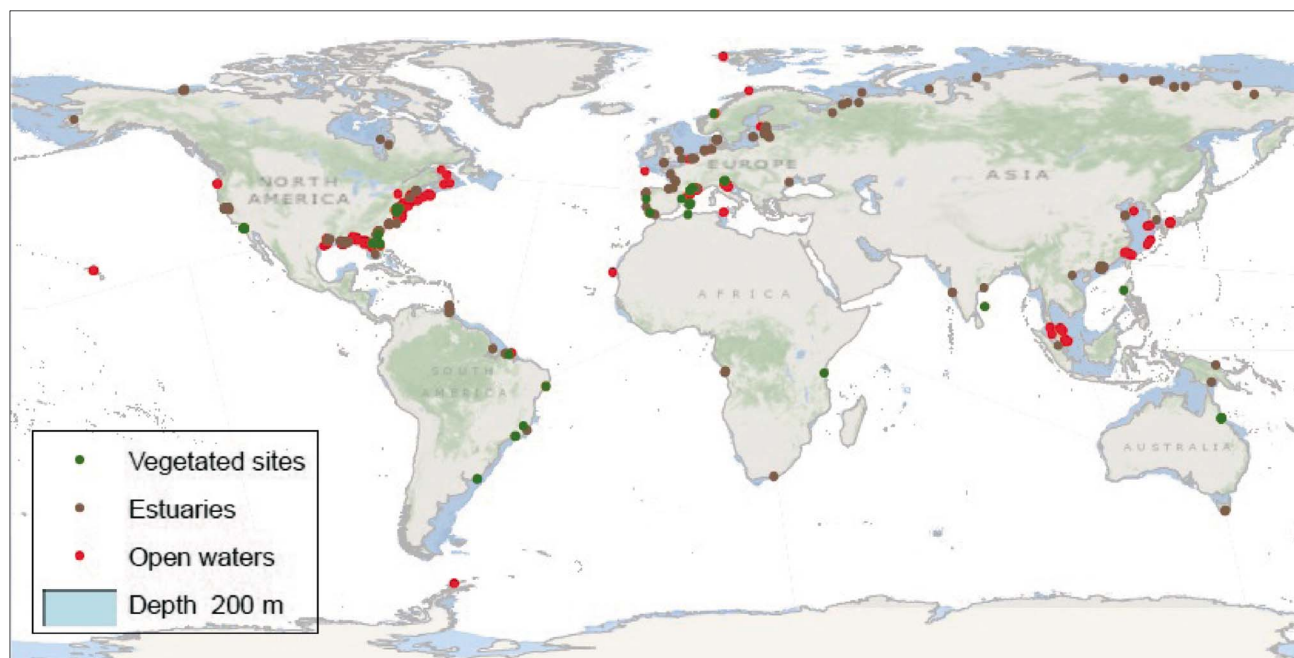 NORTH
AMERICA
EUROPE
ASIA
AFRICA
SOUTH
AMERICA
AUSTRALIA
Vegetated sites
Estuaries
Open waters
Depth 200 m